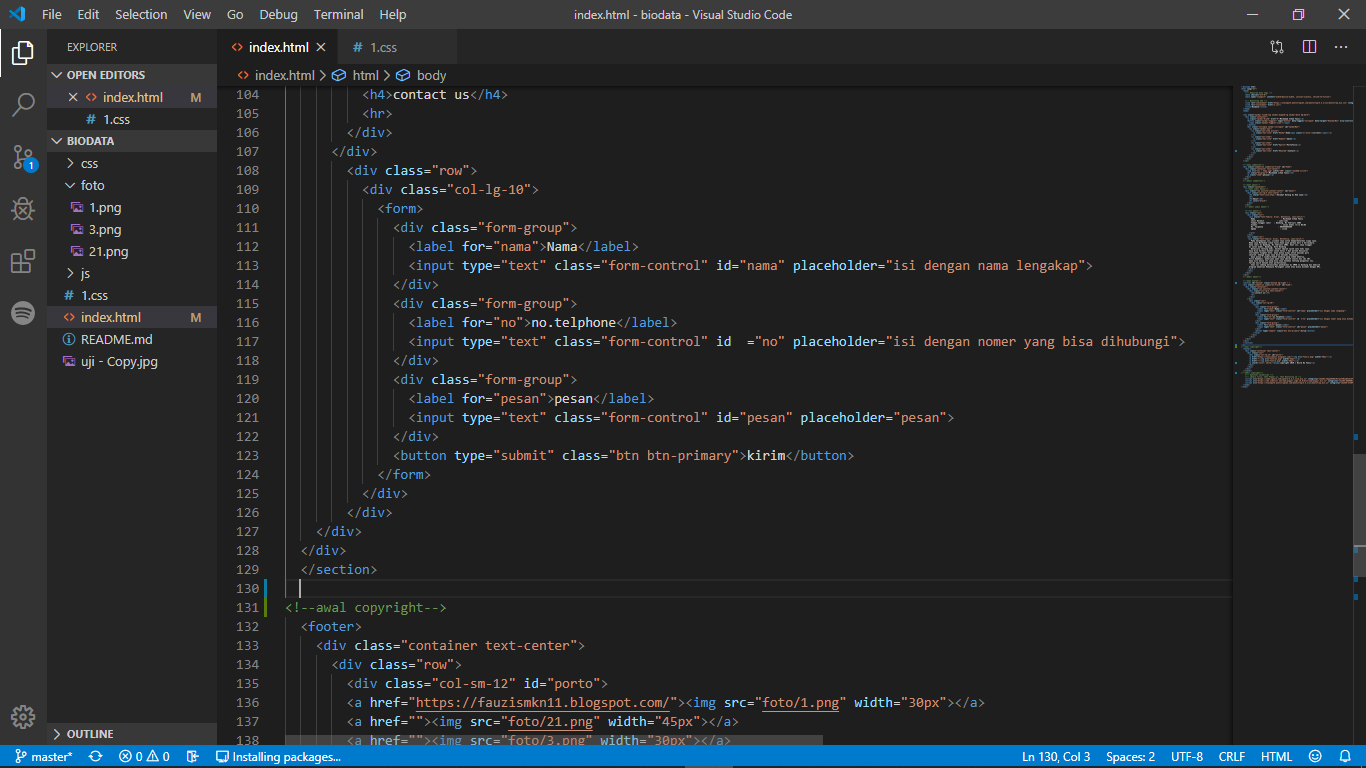 File Edit Selection View Go Debug Terminal Help
index.html - biodata - Visual Studio Code
EXPLORER
OPEN EDITORS
index.html M
1.css
BIODATA
css
foto
1.png
3.png
21.png
js
1.css
index.html M
README.md
uji - Copy.jpg
OUTLINE
1
index.html 1.css
index.html > html > body
104 <h4>contact us</h4>
105 <hr>
106 </div>
107 </div>
108 <div class="row">
109 <div class="col-lg-10">
110 <form>
111 <div class="form-group">
112 <label for="nama">Nama</label>
113 <input type="text" class="form-control" id="nama" placeholder="isi dengan nama lengakap">
114 </div>
115 <div class="form-group">
116 <label for="no">no.telphone</label>
117 <input type="text" class="form-control" id  ="no" placeholder="isi dengan nomer yang bisa dihubungi">
118 </div>
119 <div class="form-group">
120 <label for="pesan">pesan</label>
121 <input type="text" class="form-control" id="pesan" placeholder="pesan">
122 </div>
123 <button type="submit" class="btn btn-primary">kirim</button>
124 </form>
125 </div>
126 </div>
127 </div>
128 </div>
129 </section>
130
131 <!--awal copyright-->
132 <footer>
133 <div class="container text-center">
134 <div class="row">
135 <div class="col-sm-12" id="porto">
136 <a href="https://fauzismkn11.blogspot.com/"><img src="foto/1.png" width="30px"></a>
137 <a href=""><img src="foto/21.png" width="45px"></a>
138 <a href=""><img src="foto/3.png" width="30px"></a>
master* 0 0 Installing packages... Ln 130, Col 3 Spaces: 2 UTF-8 CRLF HTML